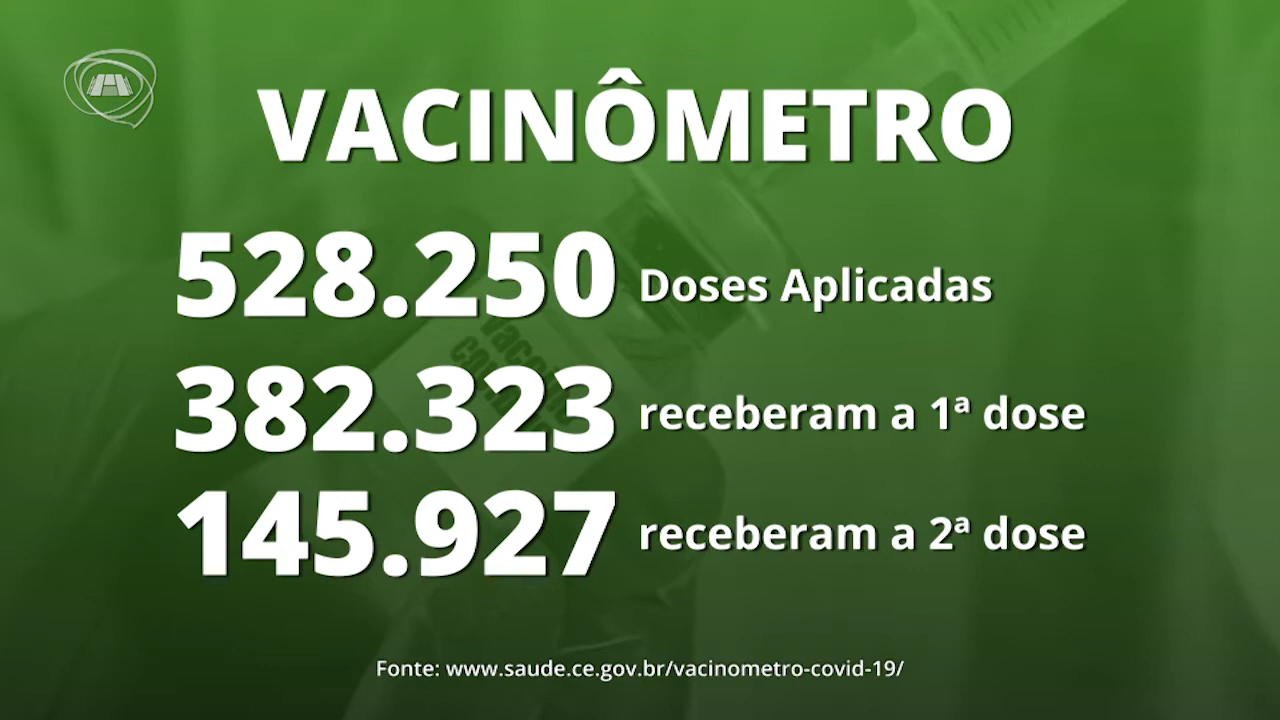 VACINÔMETRO
528.250 Doses Aplicadas
382.323 receberam a 1ª dose
145.927 receberam a 2ª dose
Fonte: www.saude.ce.gov.br/vacinometro-covid-19/